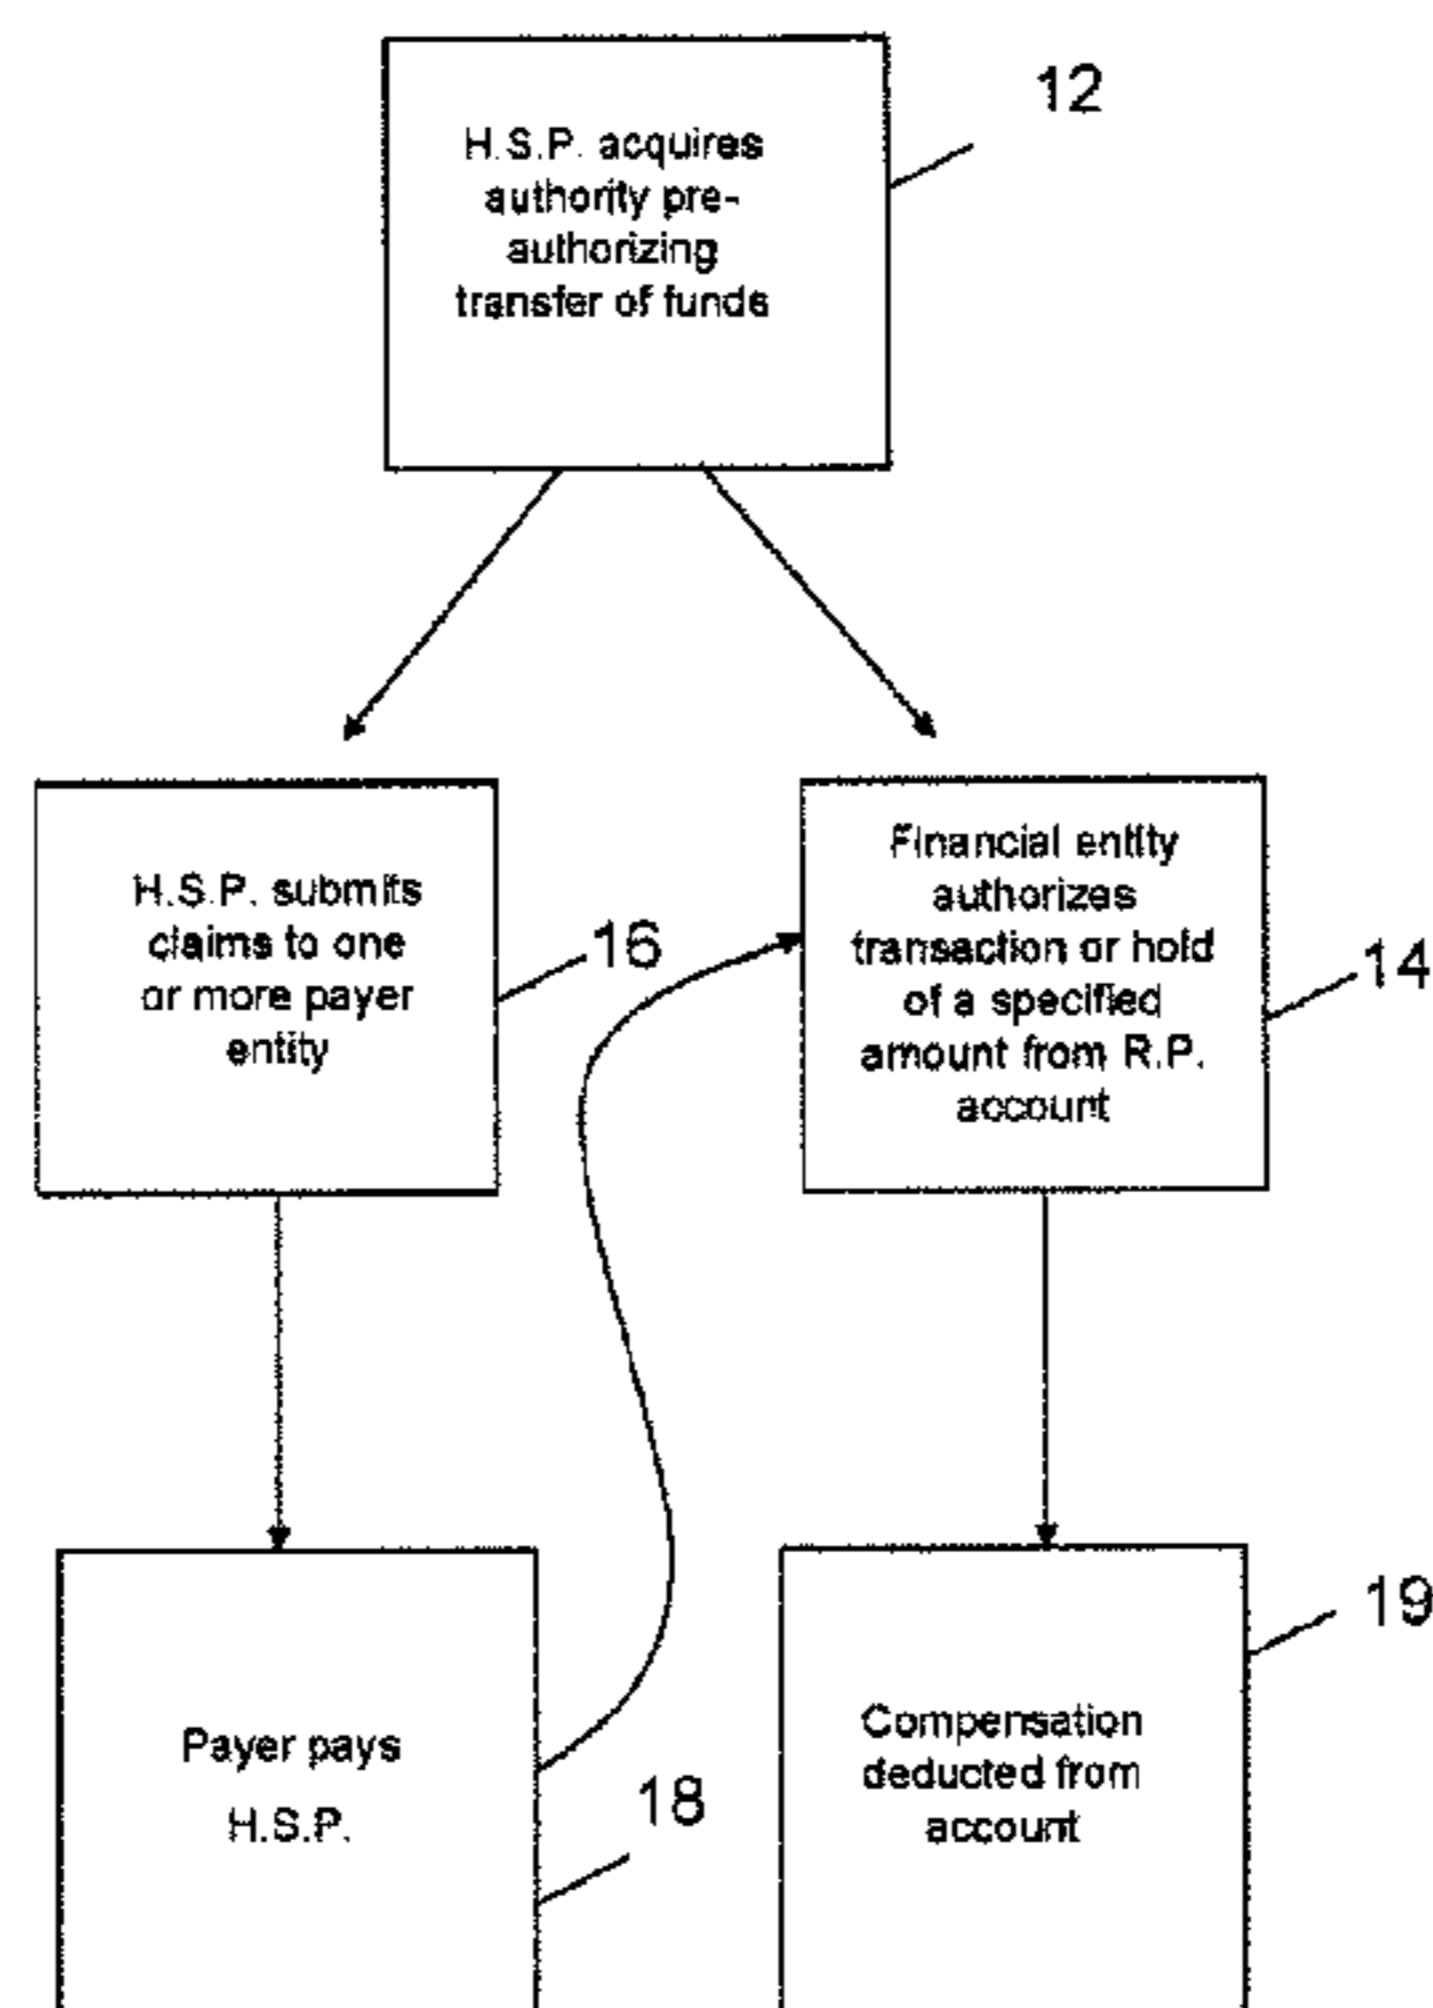 12
H.S.P. acquires
authority pre-
authorizing
transfer of funds
H.S.P. submits
claims to one
or more payer
entity
16
Financial entity
authorizes
transaction or hold
of a specified
amount from R.P.
account
14
Payer pays
H.S.P.
18
Compensation
deducted from
account
19